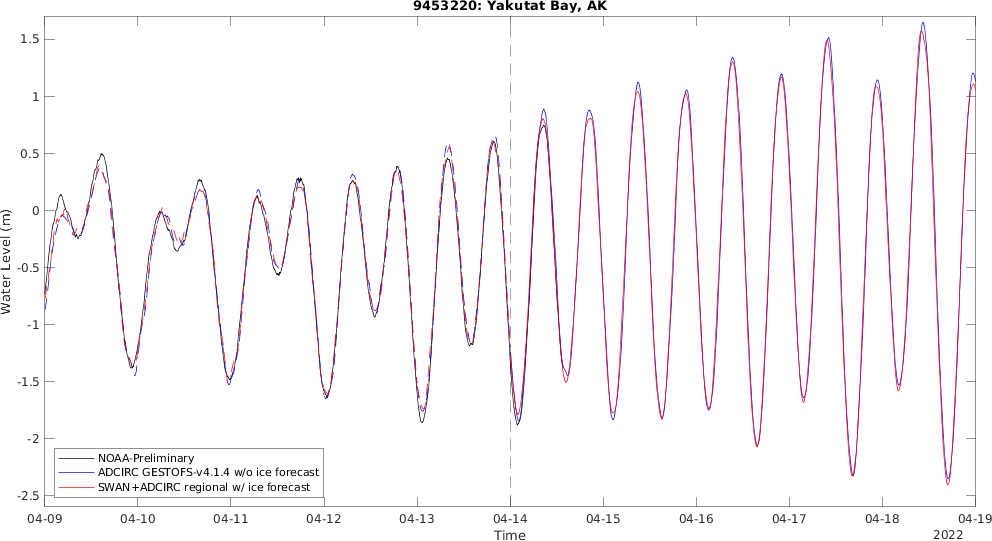 9453220: Yakutat Bay, AK
Water Level (m)
1.5
1
0.5
0
-0.5
-1
-1.5
-2
-2.5
NOAA-Preliminary
ADCIRC GESTOFS-v4.1.4 w/o ice forecast
SWAN+ADCIRC regional w/ ice forecast
04-09 04-10 04-11 04-12 04-13 04-14 04-15 04-16 04-17 04-18 04-19
Time
2022